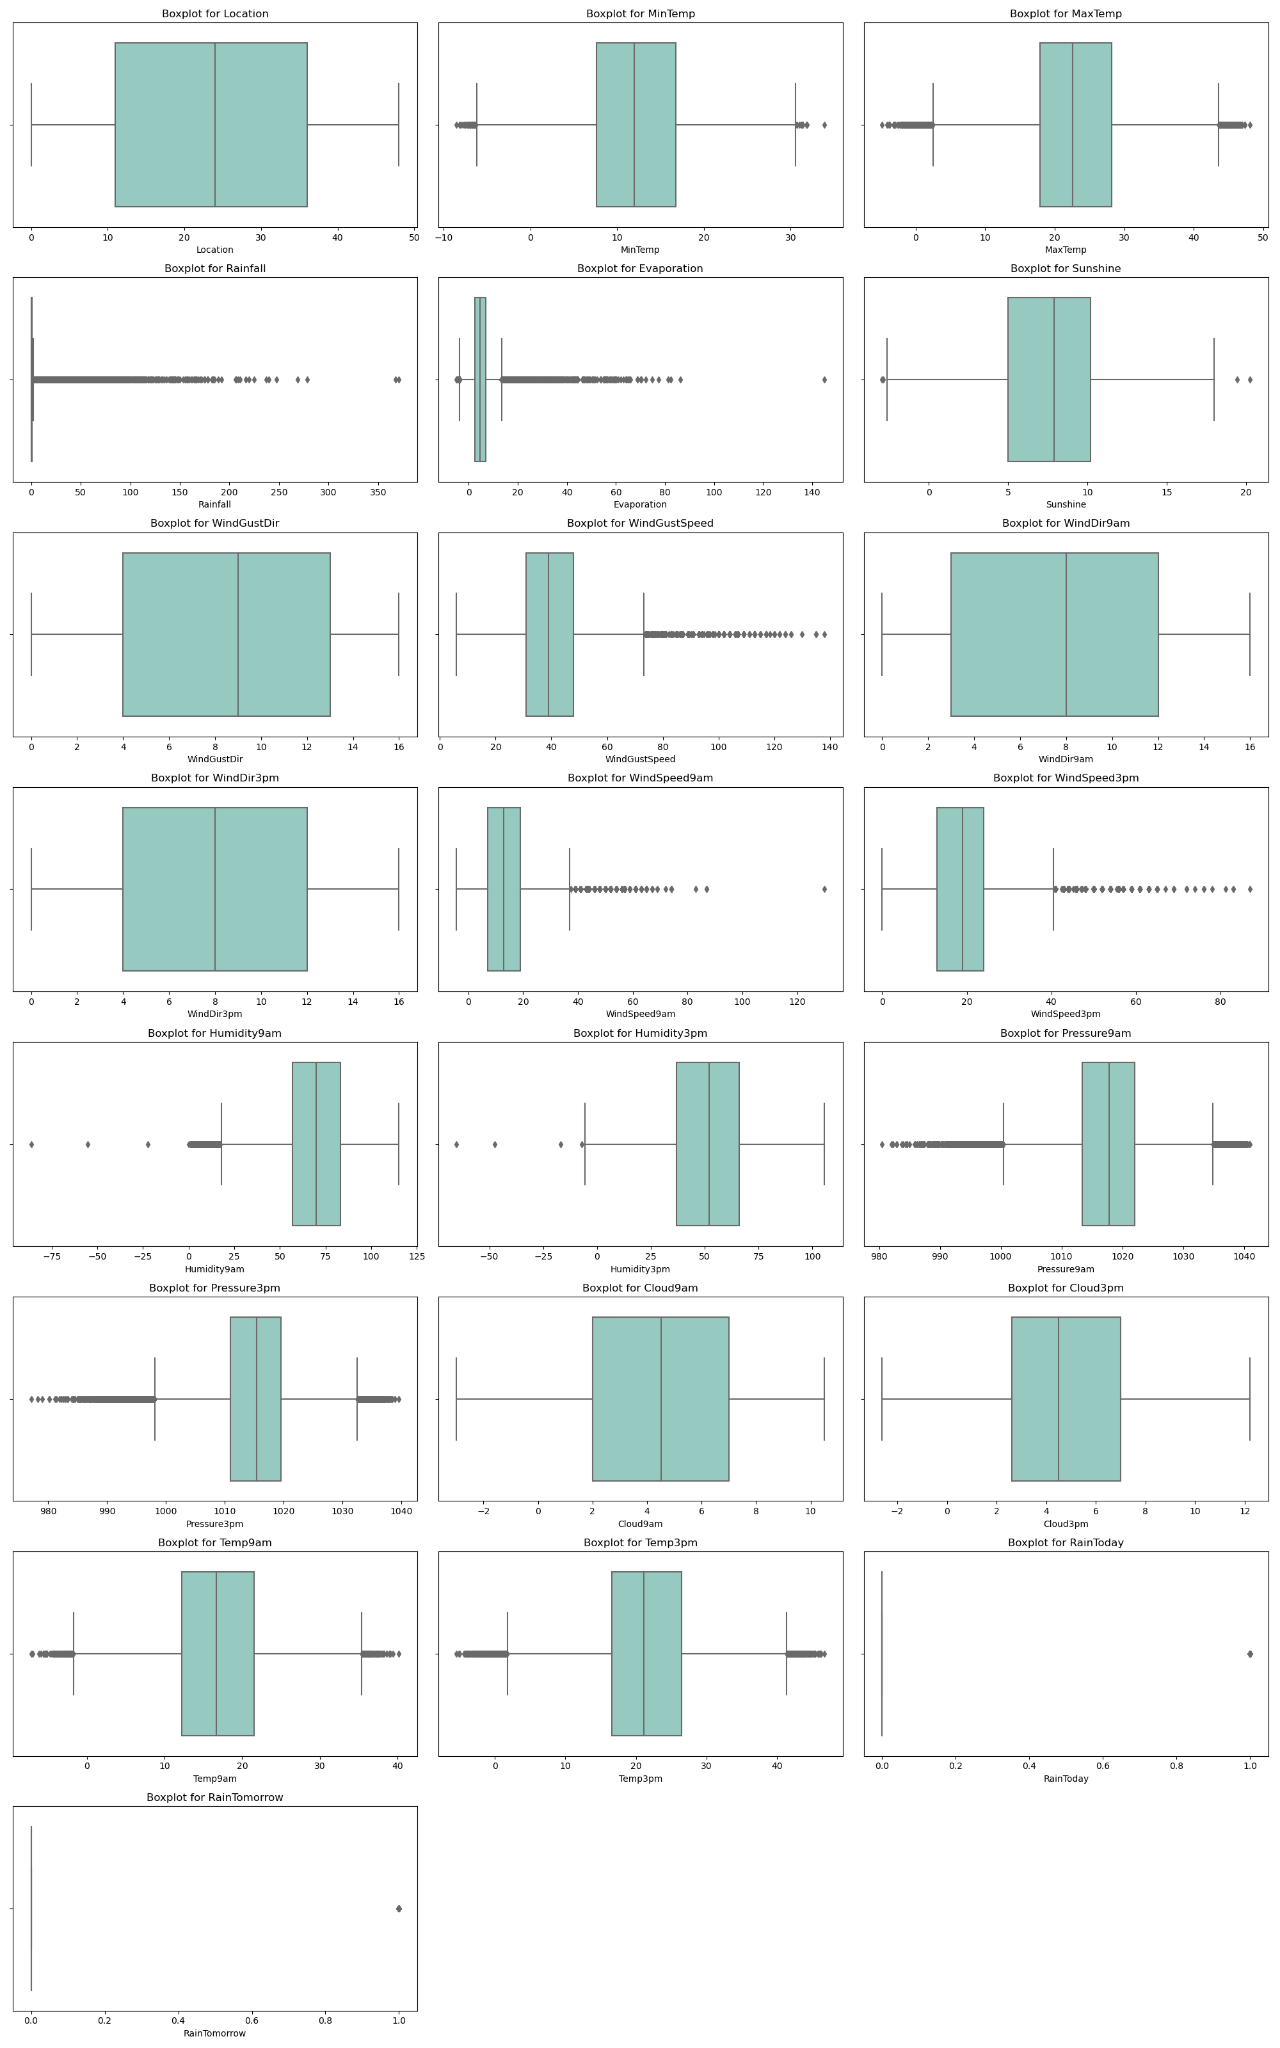 Boxplot for Location
Boxplot for MinTemp
Boxplot for MaxTemp
0 10 20 30 40 50
−10 0 10 20 30
0 10 20 30 40 50
Location
MinTemp
MaxTemp
Boxplot for Rainfall
Boxplot for Evaporation
Boxplot for Sunshine
0 50 100 150 200 250 300 350
0 20 40 60 80 100 120 140
0 5 10 15 20
Rainfall
Evaporation
Sunshine
Boxplot for WindGustDir
Boxplot for WindGustSpeed
Boxplot for WindDir9am
0 2 4 6 8 10 12 14 16
0 20 40 60 80 100 120 140
0 2 4 6 8 10 12 14 16
WindGustDir
WindGustSpeed
WindDir9am
Boxplot for WindDir3pm
Boxplot for WindSpeed9am
Boxplot for WindSpeed3pm
0 2 4 6 8 10 12 14 16
0 20 40 60 80 100 120
0 20 40 60 80
WindDir3pm
WindSpeed9am
WindSpeed3pm
Boxplot for Humidity9am
Boxplot for Humidity3pm
Boxplot for Pressure9am
−75 −50 −25 0 25 50 75 100 125
−50 −25 0 25 50 75 100
980 990 1000 1010 1020 1030 1040
Humidity9am
Humidity3pm
Pressure9am
Boxplot for Pressure3pm
Boxplot for Cloud9am
Boxplot for Cloud3pm
980 990 1000 1010 1020 1030 1040
−2 0 2 4 6 8 10
−2 0 2 4 6 8 10 12
Pressure3pm
Cloud9am
Cloud3pm
Boxplot for Temp9am
Boxplot for Temp3pm
Boxplot for RainToday
0 10 20 30 40
0 10 20 30 40
0.0 0.2 0.4 0.6 0.8 1.0
Temp9am
Temp3pm
RainToday
Boxplot for RainTomorrow
0.0 0.2 0.4 0.6 0.8 1.0
RainTomorrow